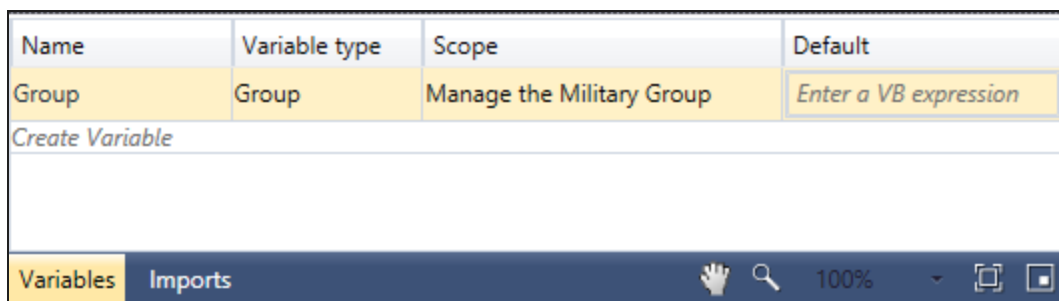 Name Variable type Scope Default
Group Group Manage the Military Group Enter a VB expression
Create Variable
Variables Imports 100%